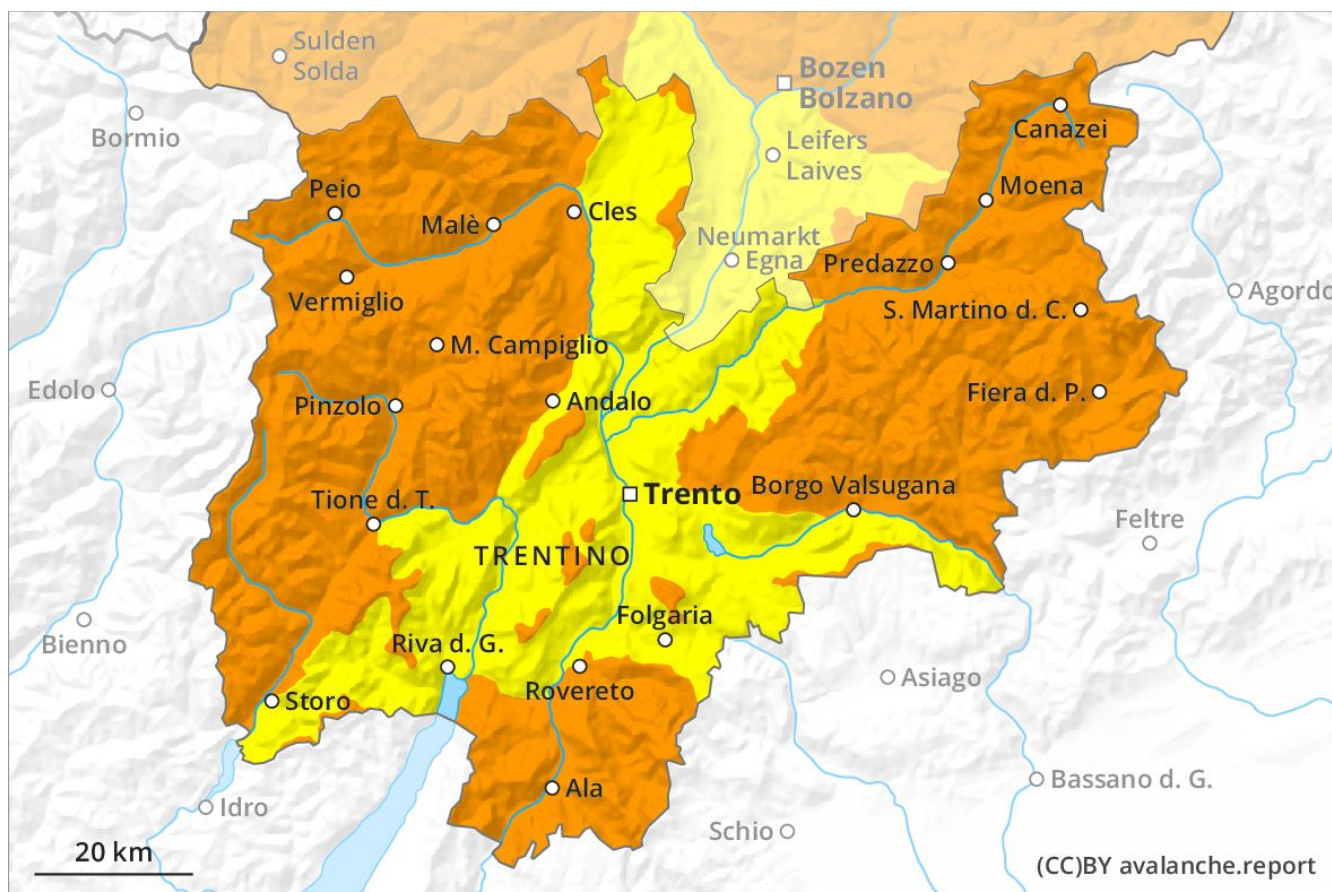 Sulden
Solda
Bozen
Bolzano
Bormio
Canazei
Leifers
Laives
Moena
Peio
Malè
Cles
Neumarkt
Egna
Predazzo
Vermiglio
Agordo
S. Martino d. C.
M. Campiglio
Edolo
Pinzolo
Andalo
Fiera d. P.
Trento
Borgo Valsugana
Tione d. T.
Feltre
TRENTINO
Folgaria
Bienno
Riva d. G.
Asiago
Rovereto
Storo
Bassano d. G.
Ala
Idro
Schio
20 km
(CC)BY avalanche.report